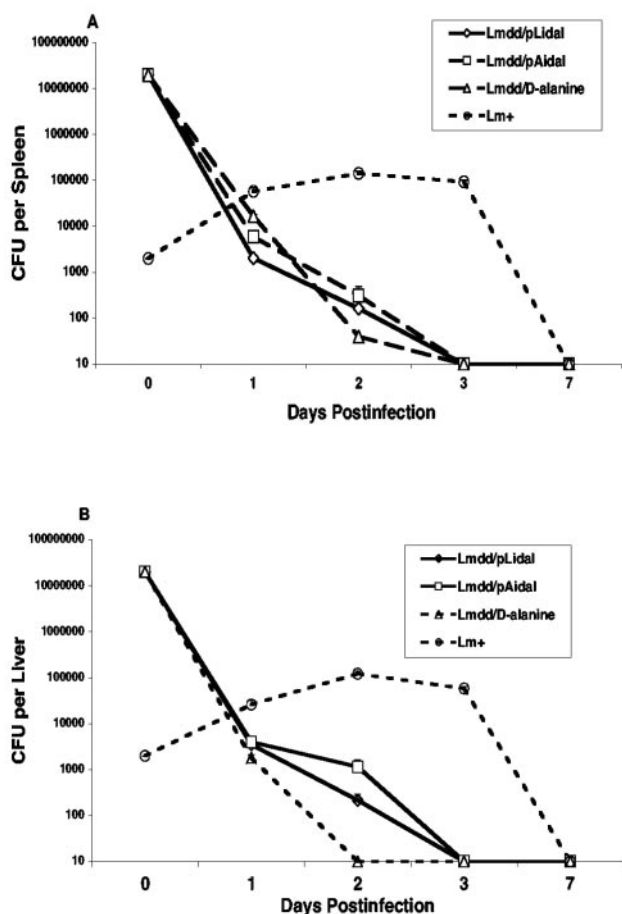 A
CFU per Spleen
100000000
10000000
1000000
100000
10000
1000
100
10
Lmdd/pLidal
Lmdd/pAidal
Lmdd/D-alanine
Lm+
0 1 2 3 7
Days Postinfection
B
CFU per Liver
100000000
10000000
1000000
100000
10000
1000
100
10
Lmdd/pLidal
Lmdd/pAidal
Lmdd/D-alanine
Lm+
0 1 2 3 7
Days Postinfection